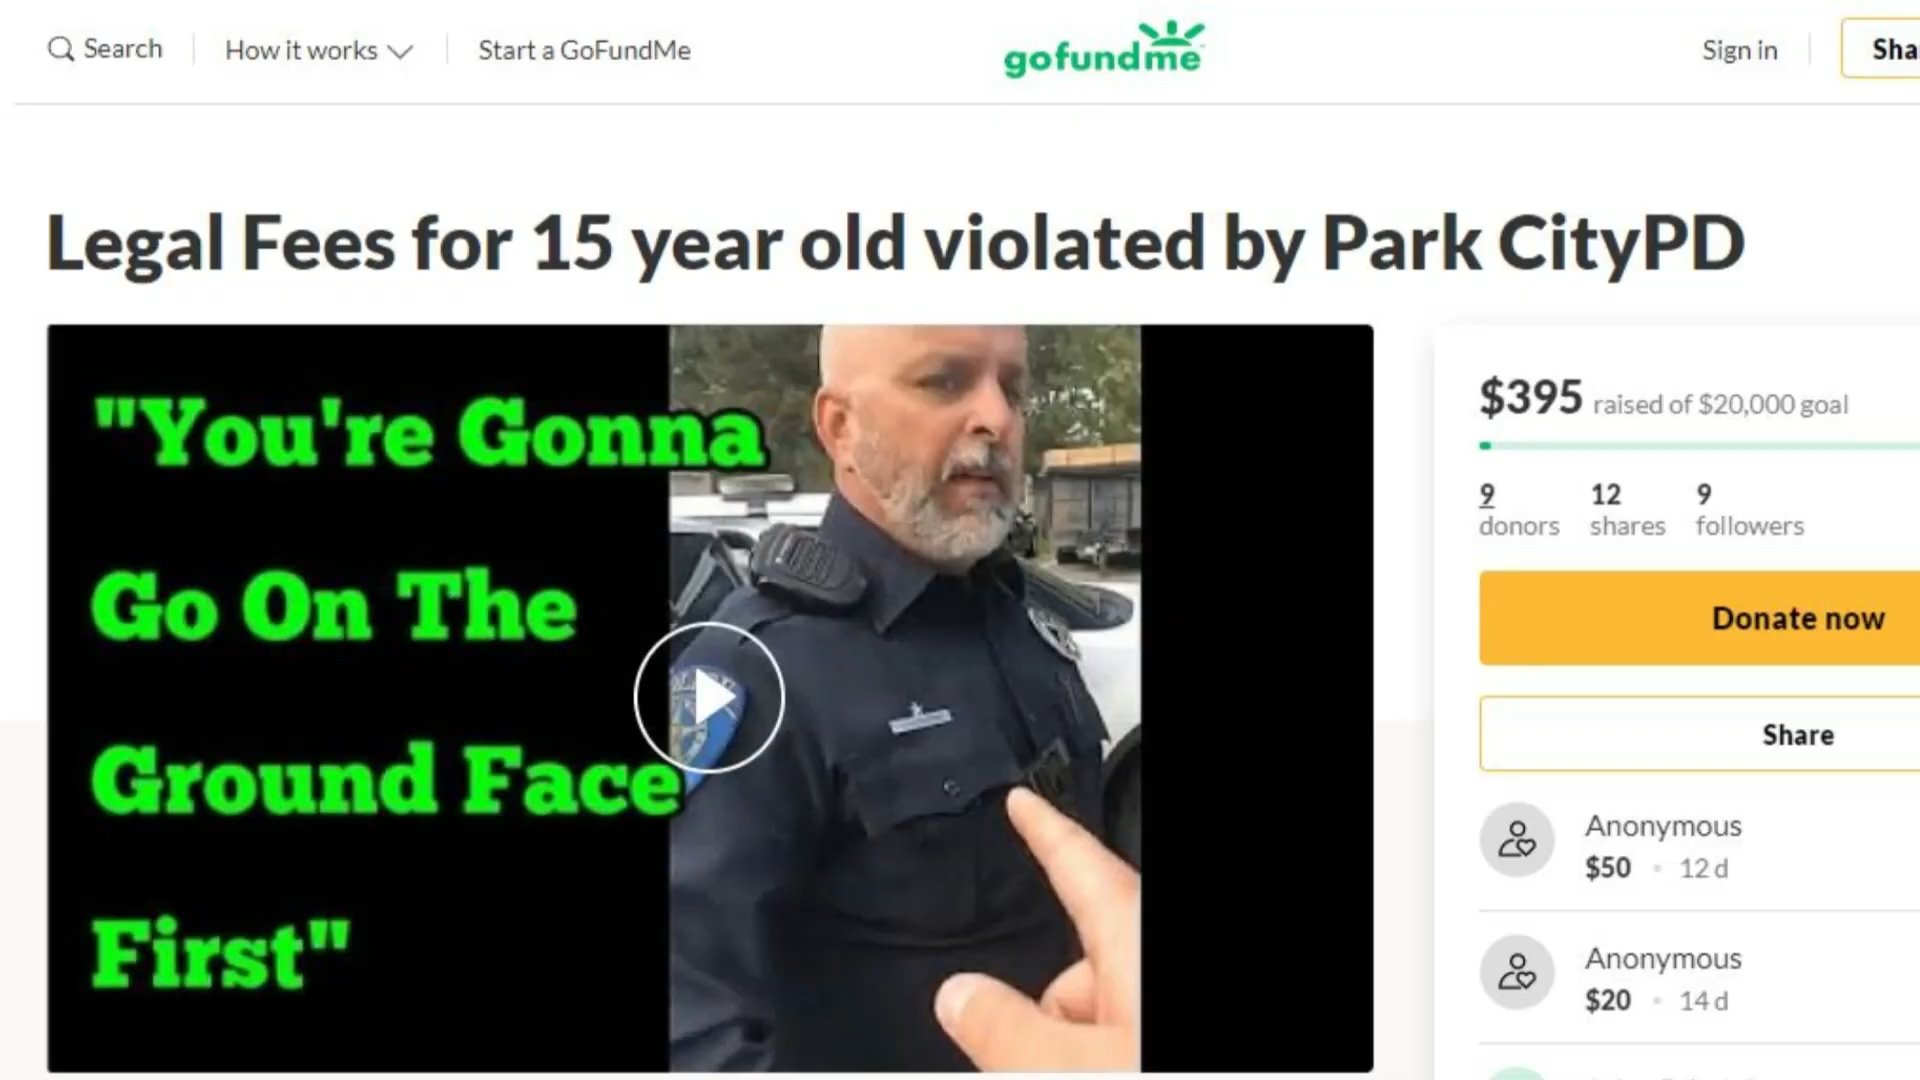 Search
How it works
Start a GoFundMe
gofundme
Sign in
Sha
Legal Fees for 15 year old violated by Park CityPD
"You're Gonna
Go On The
Ground Face
First"
$395 raised of $20,000 goal
9 donors
12 shares
9 followers
Donate now
Share
Anonymous
$50 • 12 d
Anonymous
$20 • 14 d